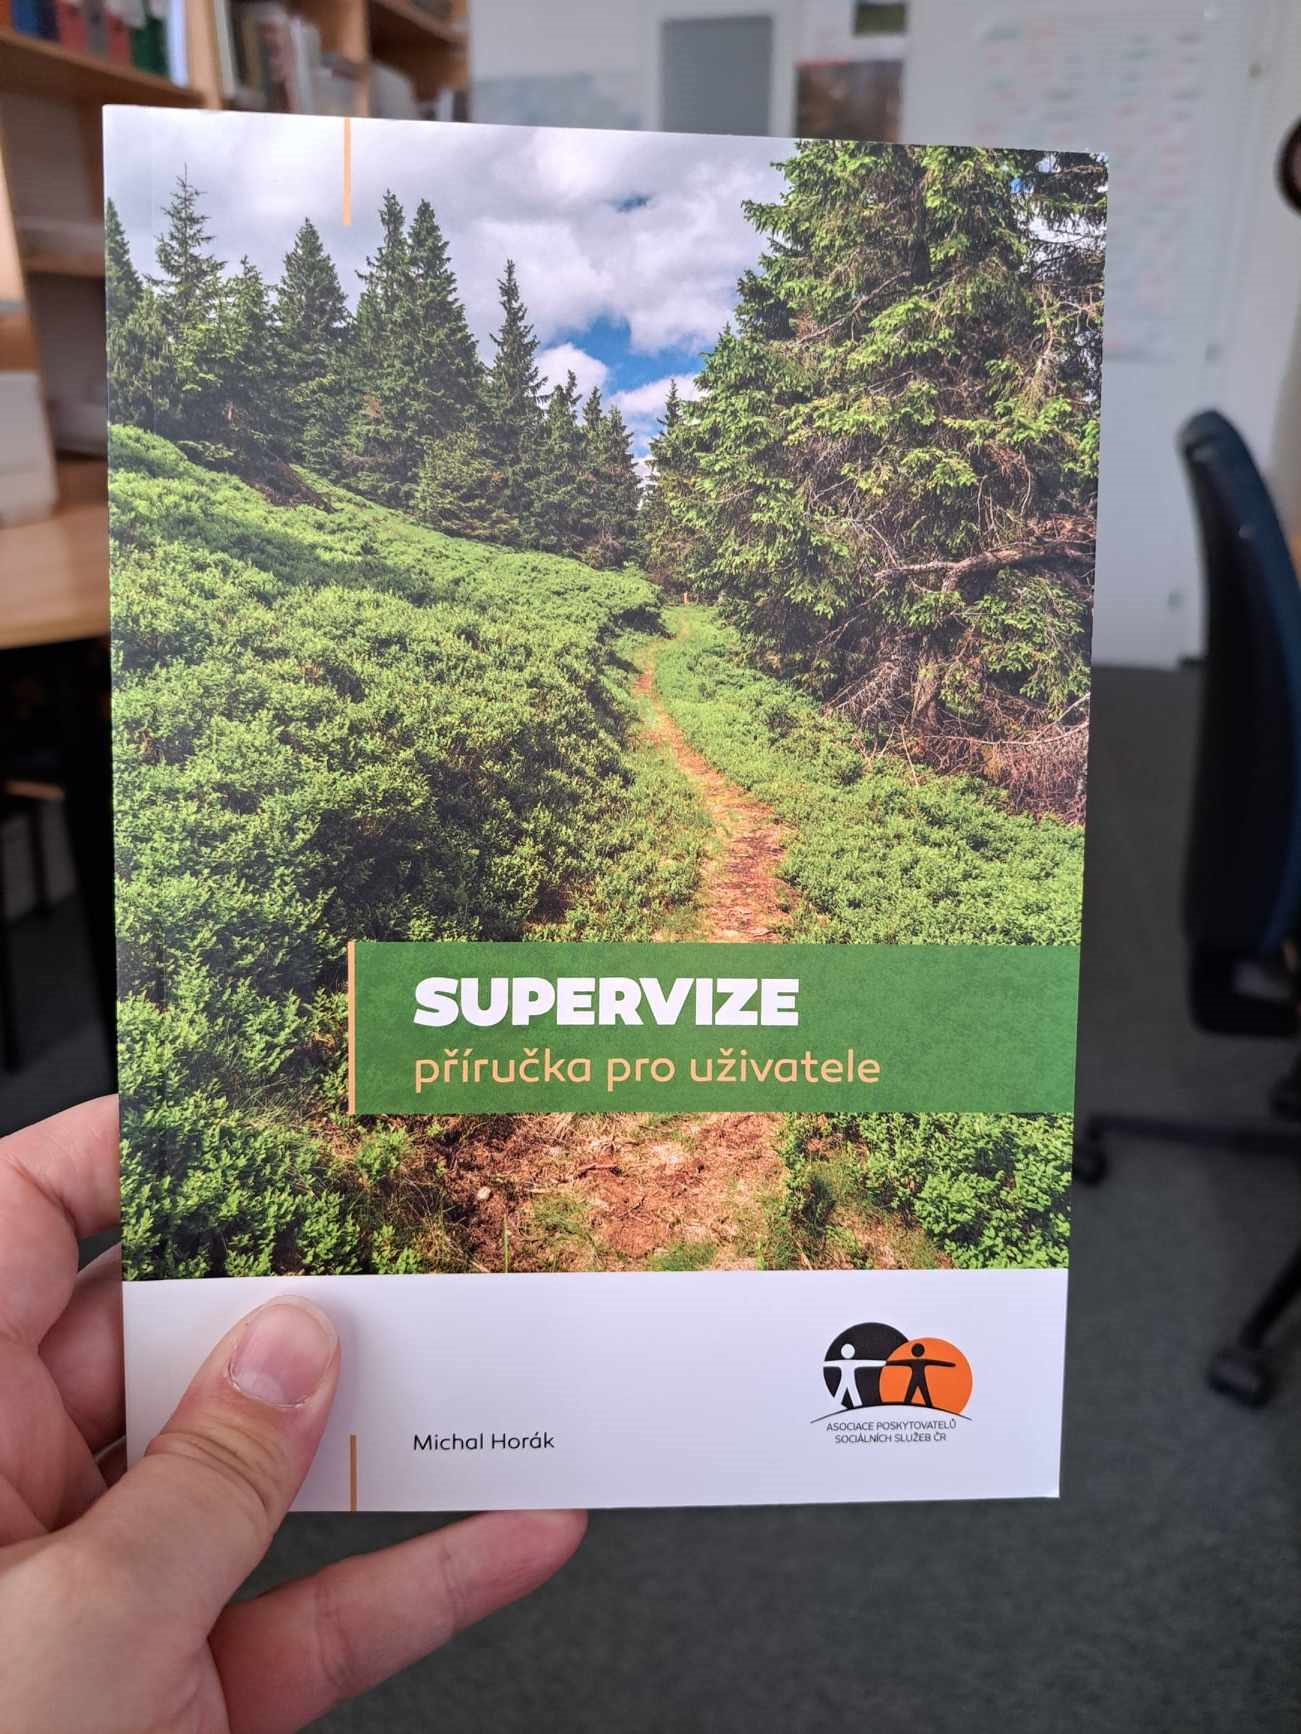 SUPERVIZE
příručka pro uživatele
Michal Horák
ASOCIACE POSKYTOVATELŮ
SOCIÁLNÍCH SLUŽEB ČR